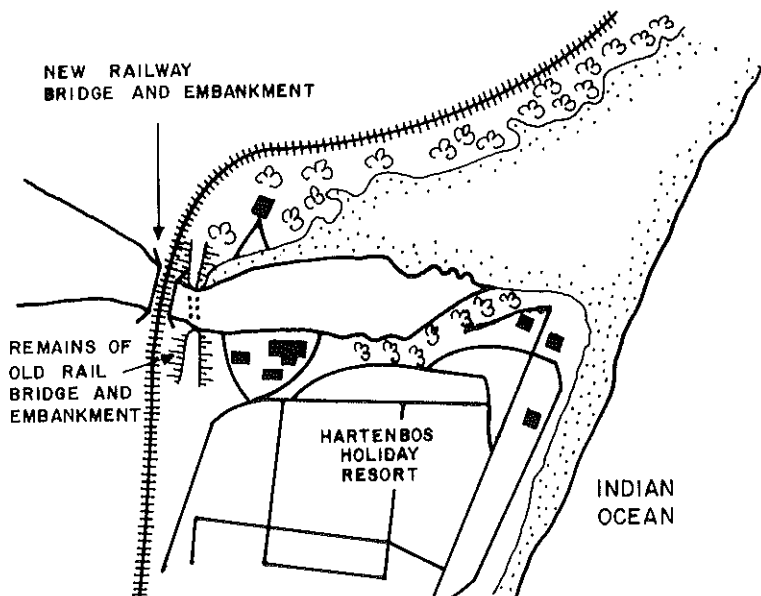 NEW RAILWAY
BRIDGE AND EMBANKMENT
REMAINS OF
OLD RAIL
BRIDGE AND
EMBANKMENT
HARTENBOS
HOLIDAY
RESORT
INDIAN
OCEAN